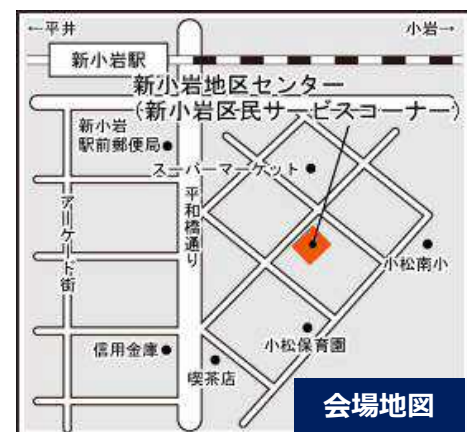 ←平井
小岩→
新小岩駅
新小岩地区センター
(新小岩区民サービスコーナー)
新小岩
駅前郵便局
スーパーマーケット
アーケード街
平和橋通り
小松南小
信用金庫
小松保育園
喫茶店
会場地図